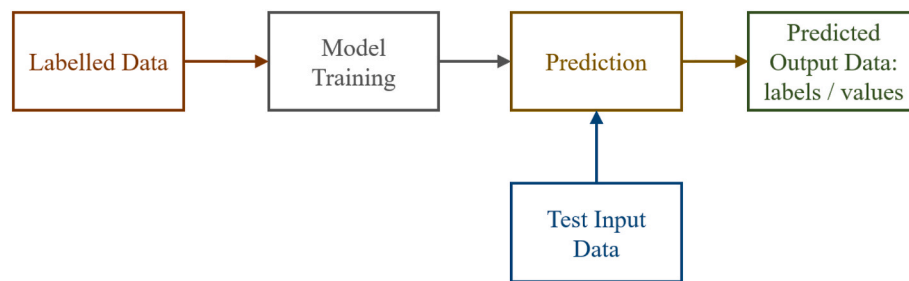 Labelled Data
Model
Training
Prediction
Predicted
Output Data:
labels / values
Test Input
Data